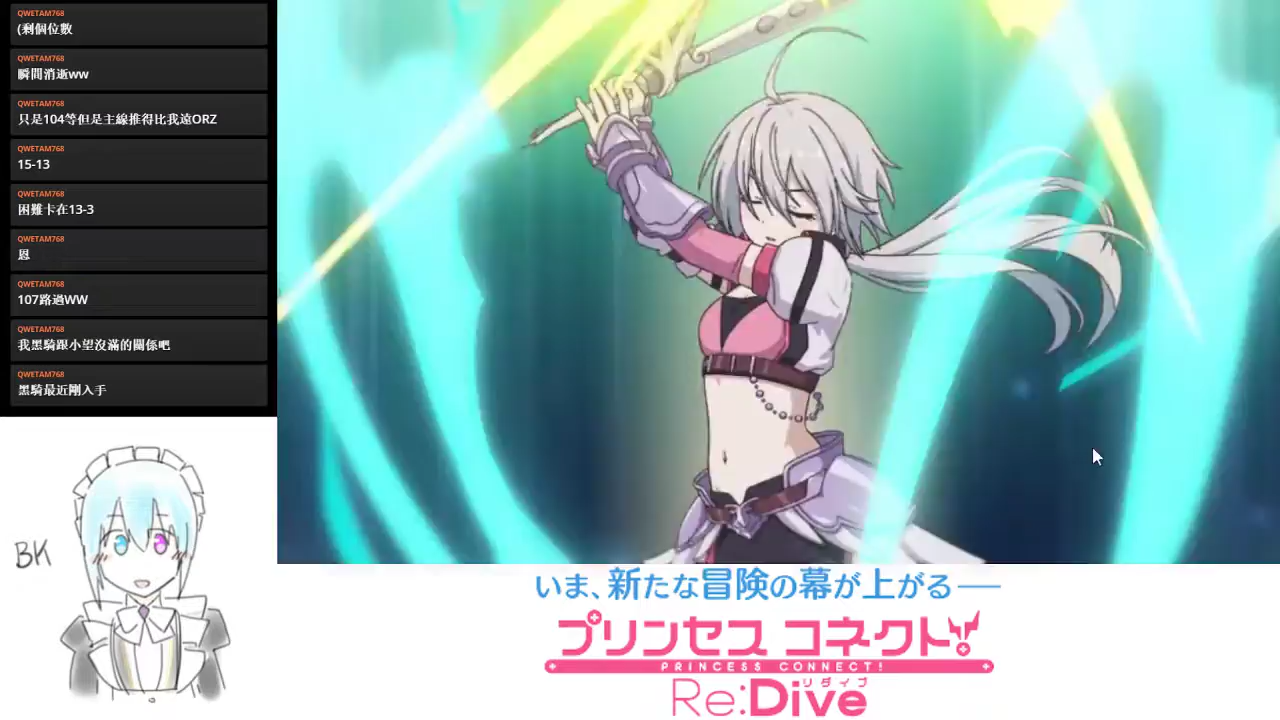 QWETAM768
(剩個位數
QWETAM768
瞬間消逝ww
QWETAM768
只是104等但是主線推得比我遠ORZ
QWETAM768
15-13
QWETAM768
困難卡在13-3
QWETAM768
恩
QWETAM768
107路過WW
QWETAM768
我黑騎跟小望沒滿的關係吧
QWETAM768
黑騎最近剛入手
BK
いま、新たな冒険の幕が上がる――
プリンセス コネクト!
PRINCESS CONNECT!
リダイブ
Re:Dive